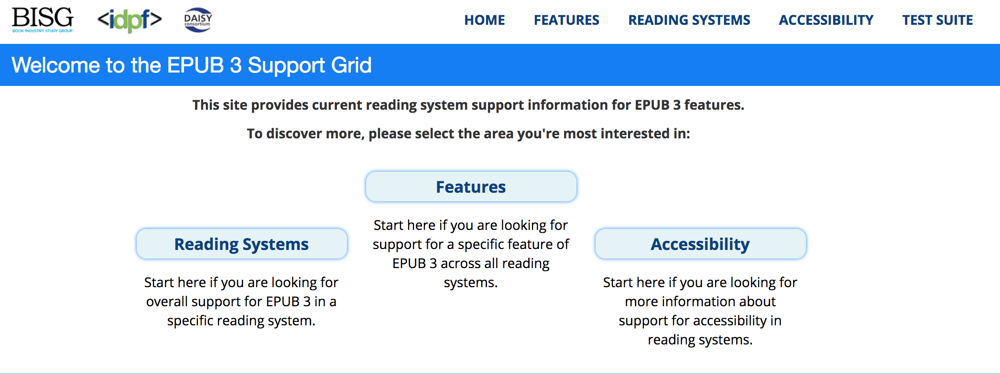 BISG
BOOK INDUSTRY STUDY GROUP
<idpf>
DAISY
consortium
HOME FEATURES READING SYSTEMS ACCESSIBILITY TEST SUITE
Welcome to the EPUB 3 Support Grid
This site provides current reading system support information for EPUB 3 features.
To discover more, please select the area you're most interested in:
Reading Systems
Start here if you are looking for
overall support for EPUB 3 in a
specific reading system.
Features
Start here if you are looking for
support for a specific feature of
EPUB 3 across all reading
systems.
Accessibility
Start here if you are looking for
more information about
support for accessibility in
reading systems.